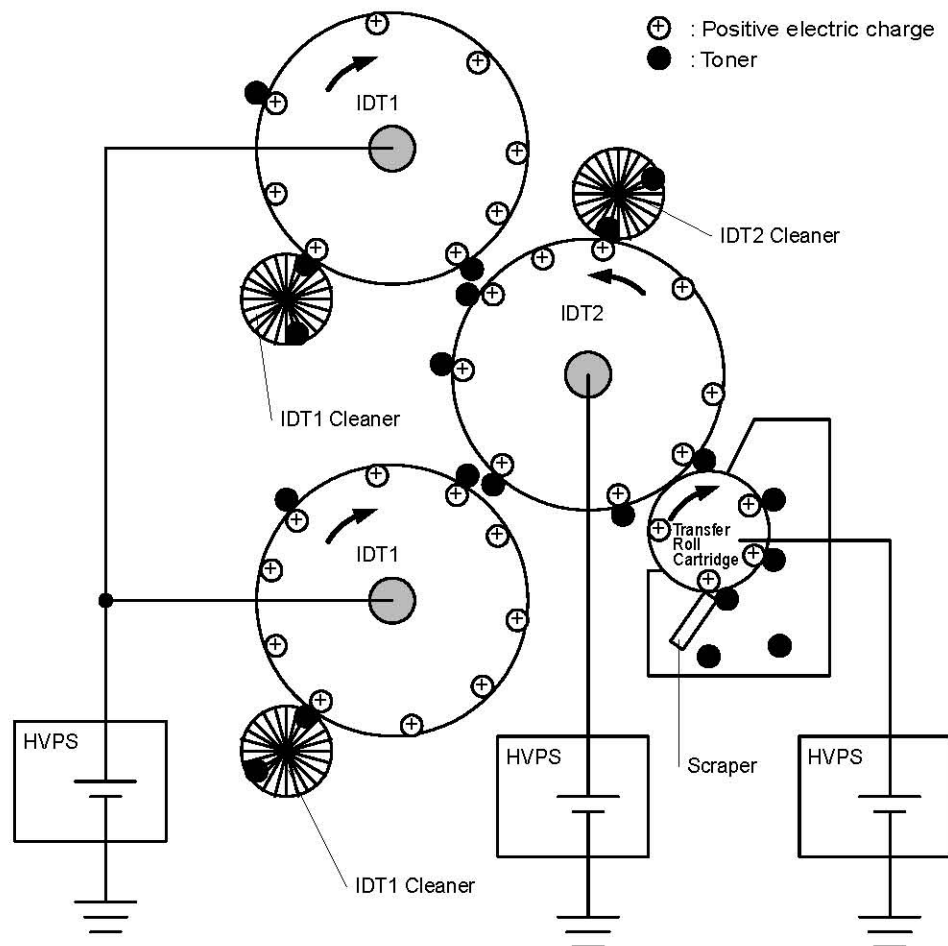 : Positive electric charge
: Toner
IDT1
IDT2 Cleaner
IDT2
IDT1 Cleaner
Transfer
Roll
Cartridge
IDT1
HVPS
HVPS
Scraper
HVPS
IDT1 Cleaner